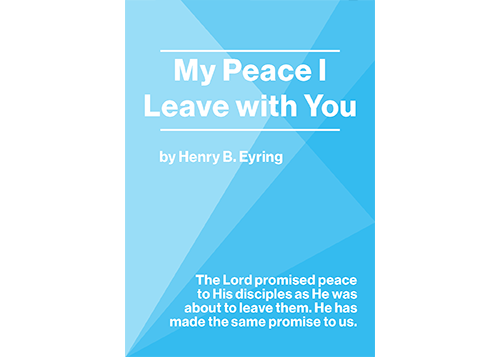 My Peace I
Leave with You
by Henry B. Eyring
The Lord promised peace
to His disciples as He was
about to leave them. He has
made the same promise to us.